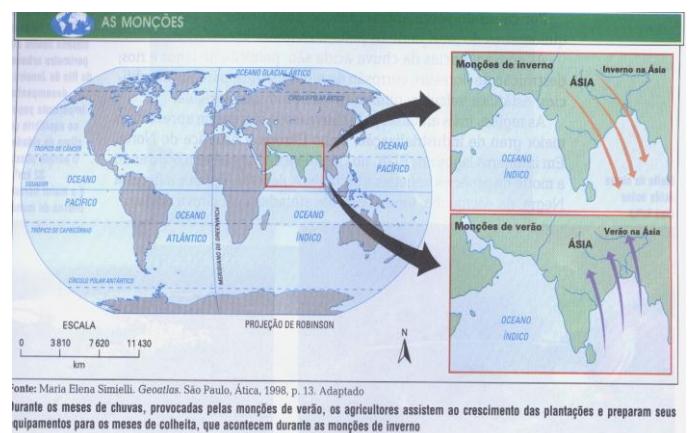 AS MONÇÕES
OCEANO GLACIAL ÁRTICO
CÍRCULO POLAR ÁRTICO
TRÓPICO DE CÂNCER
OCEANO
PACÍFICO
EQUADOR
OCEANO
PACÍFICO
OCEANO
ATLÂNTICO
OCEANO
ÍNDICO
TRÓPICO DE CAPRICÓRNIO
MERIDIANO DE GREENWICH
CÍRCULO POLAR ANTÁRTICO
ESCALA
0 3810 7620 11430
km
PROJEÇÃO DE ROBINSON
N
Monções de inverno
Inverno na Ásia
ÁSIA
OCEANO
ÍNDICO
Monções de verão
Verão na Ásia
ÁSIA
OCEANO
ÍNDICO
Fonte: Maria Elena Simielli. Geoatlas. São Paulo, Ática, 1998, p. 13. Adaptado
Durante os meses de chuvas, provocadas pelas monções de verão, os agricultores assistem ao crescimento das plantações e preparam seus
equipamentos para os meses de colheita, que acontecem durante as monções de inverno